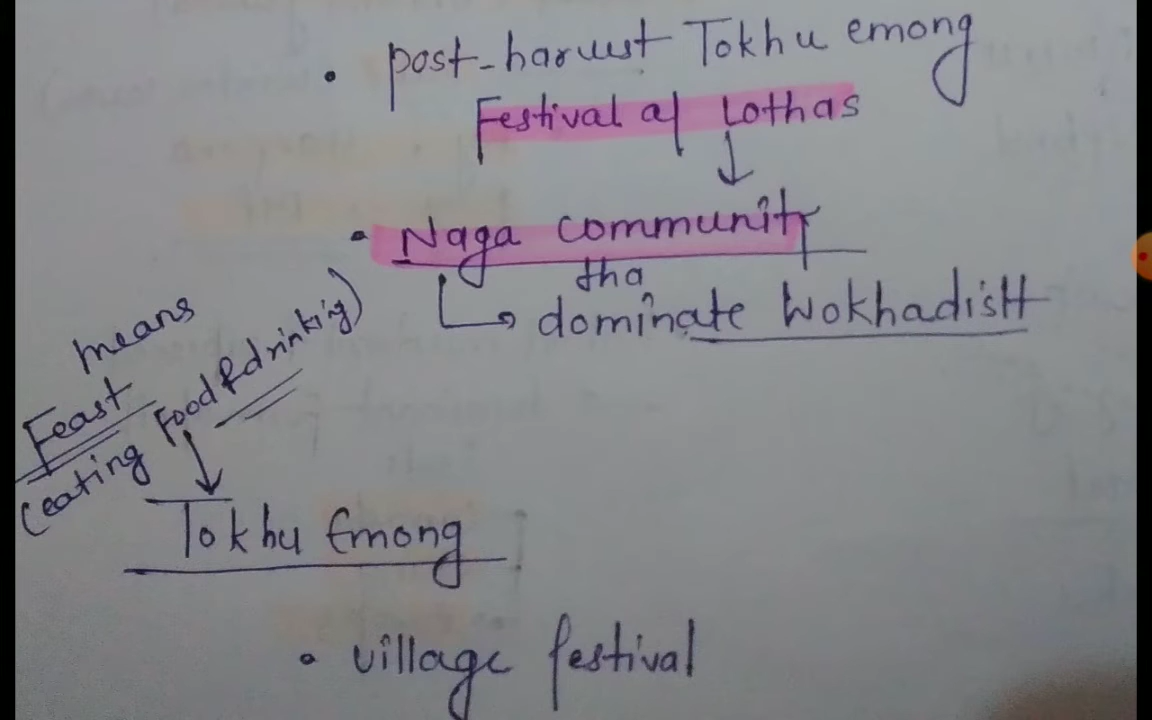 • post-harvest Tokhu emong
Festival of Lothas
• Naga community
tha
dominate Wokhadistt
means
Feast
(eating Food & drinking)
Tokhu Emong
• village festival